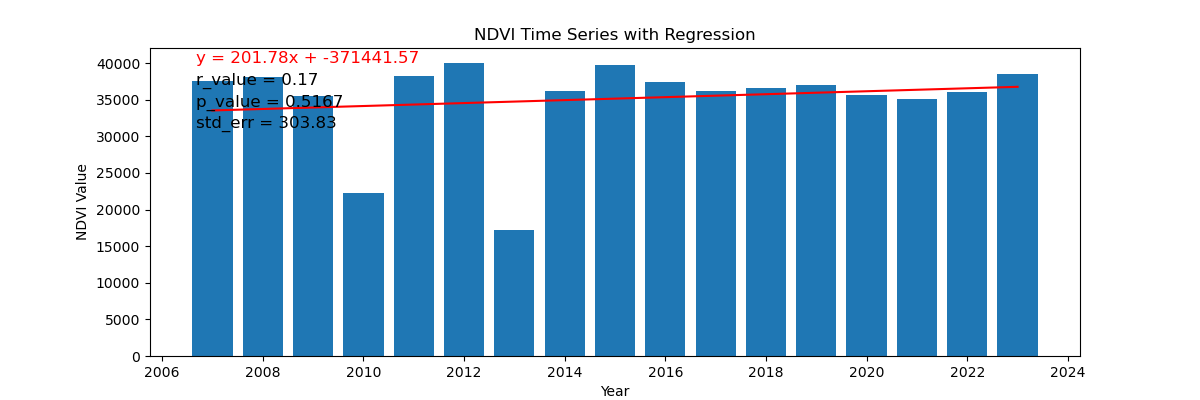 NDVI Time Series with Regression
y = 201.78x + -371441.57
r_value = 0.17
p_value = 0.5167
std_err = 303.83
NDVI Value
40000
35000
30000
25000
20000
15000
10000
5000
0
2006 2008 2010 2012 2014 2016 2018 2020 2022 2024
Year